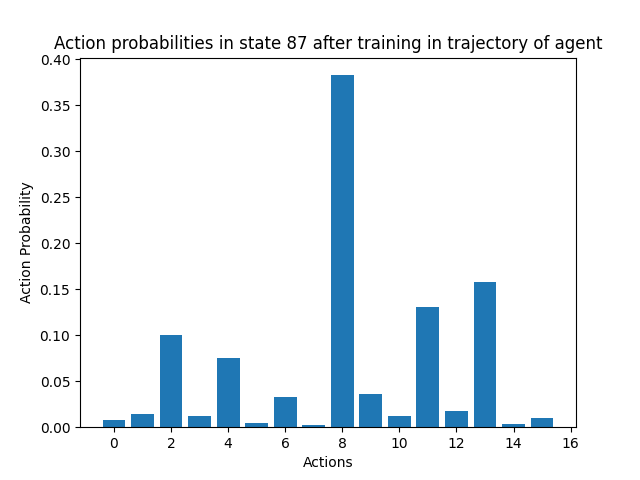 Action probabilities in state 87 after training in trajectory of agent
0.40
0.35
0.30
0.25
0.20
0.15
0.10
0.05
0.00
Action Probability
0 2 4 6 8 10 12 14 16
Actions